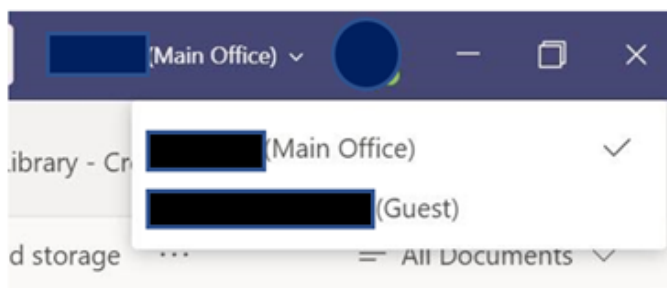 (Main Office)
(Main Office)
ibrary - Cr
(Guest)
d storage ... All Documents